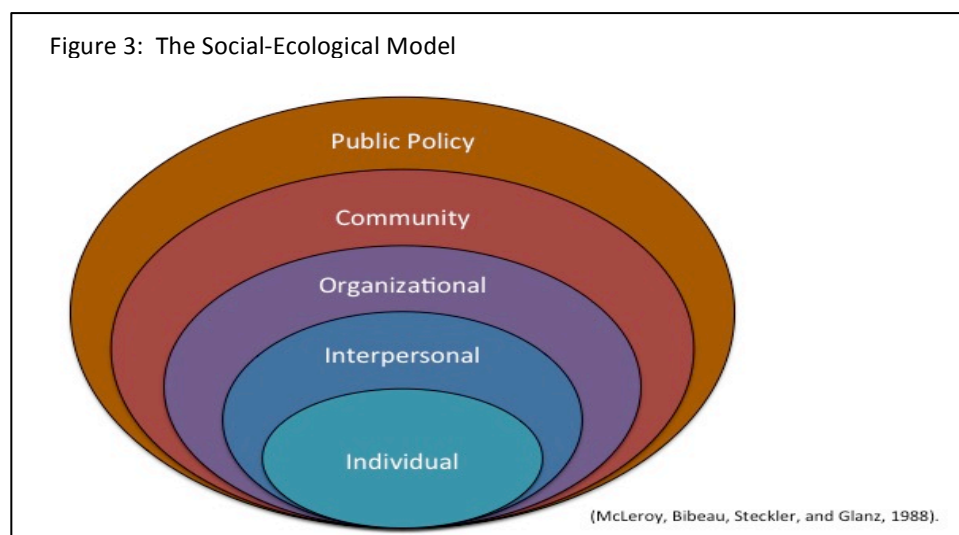 Figure 3:  The Social-Ecological Model
Public Policy
Community
Organizational
Interpersonal
Individual
(McLeroy, Bibeau, Steckler, and Glanz, 1988).